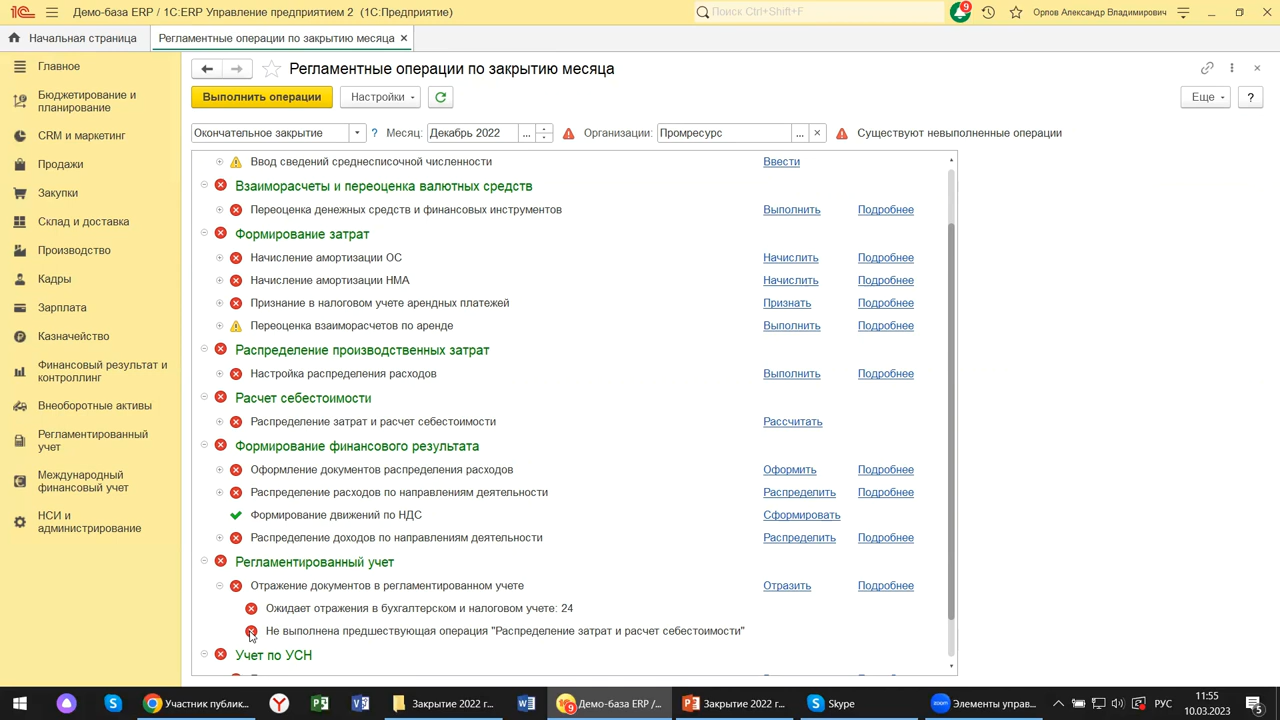 Демо-база ERP / 1С:ERP Управление предприятием 2 (1С:Предприятие)
Поиск Ctrl+Shift+F
9
Орлов Александр Владимирович
Начальная страница
Регламентные операции по закрытию месяца
Главное
Бюджетирование и
планирование
CRM и маркетинг
Продажи
Закупки
Склад и доставка
Производство
Кадры
Зарплата
Казначейство
Финансовый результат и
контроллинг
Внеоборотные активы
Регламентированный
учет
Международный
финансовый учет
НСИ и
администрирование
Регламентные операции по закрытию месяца
Выполнить операции
Настройки
Еще
?
Окончательное закрытие
?
Месяц:
Декабрь 2022
...
Организации:
Промресурс
...
Существуют невыполненные операции
Ввод сведений среднесписочной численности Ввести
Взаиморасчеты и переоценка валютных средств
Переоценка денежных средств и финансовых инструментов Выполнить Подробнее
Формирование затрат
Начисление амортизации ОС Начислить Подробнее
Начисление амортизации НМА Начислить Подробнее
Признание в налоговом учете арендных платежей Признать Подробнее
Переоценка взаиморасчетов по аренде Выполнить Подробнее
Распределение производственных затрат
Настройка распределения расходов Выполнить Подробнее
Расчет себестоимости
Распределение затрат и расчет себестоимости Рассчитать
Формирование финансового результата
Оформление документов распределения расходов Оформить Подробнее
Распределение расходов по направлениям деятельности Распределить Подробнее
Формирование движений по НДС Сформировать
Распределение доходов по направлениям деятельности Распределить Подробнее
Регламентированный учет
Отражение документов в регламентированном учете Отразить Подробнее
Ожидает отражения в бухгалтерском и налоговом учете: 24
Не выполнена предшествующая операция "Распределение затрат и расчет себестоимости"
Учет по УСН
Участник публик...
Закрытие 2022 г...
Демо-база ERP /...
Закрытие 2022 г...
Skype
Элементы управ...
РУС
11:55
10.03.2023
5